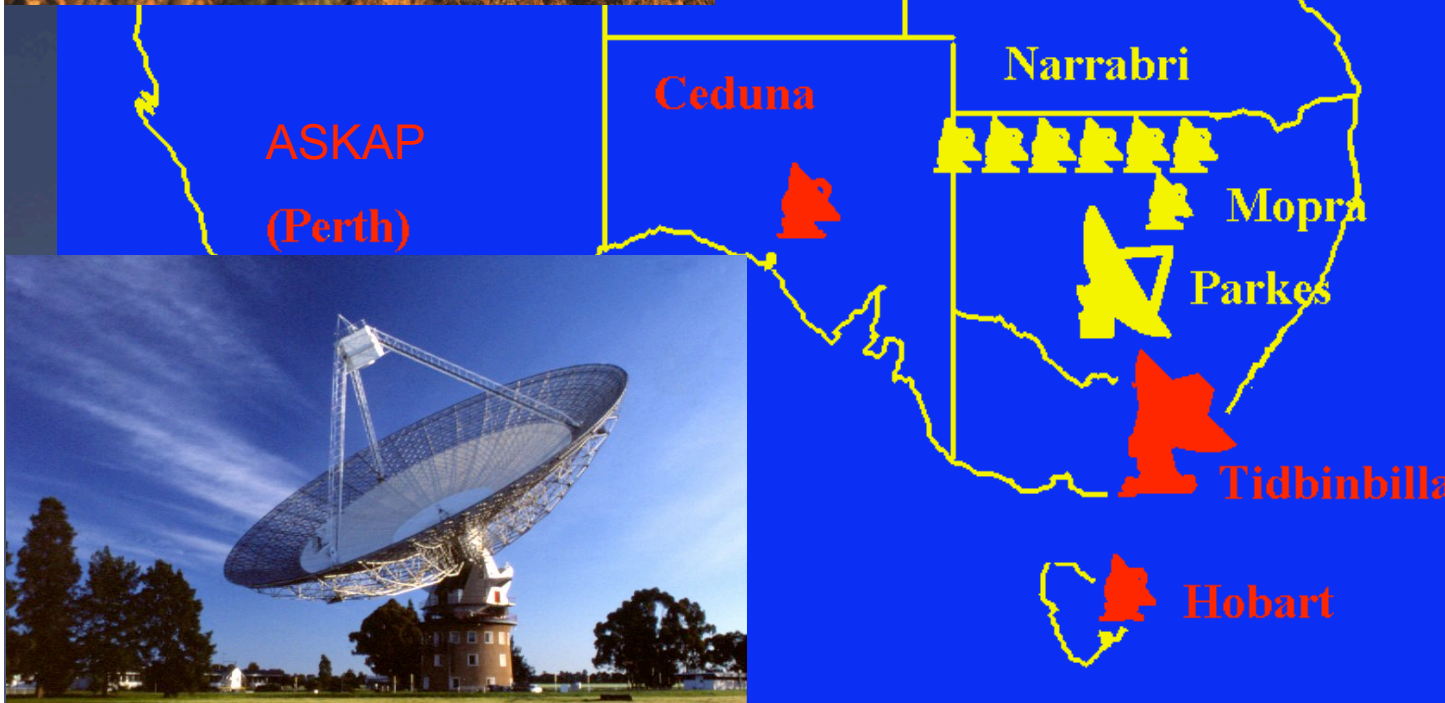 Narrabri
Ceduna
ASKAP
(Perth)
Mopra
Parkes
Tidbinbilla
Hobart